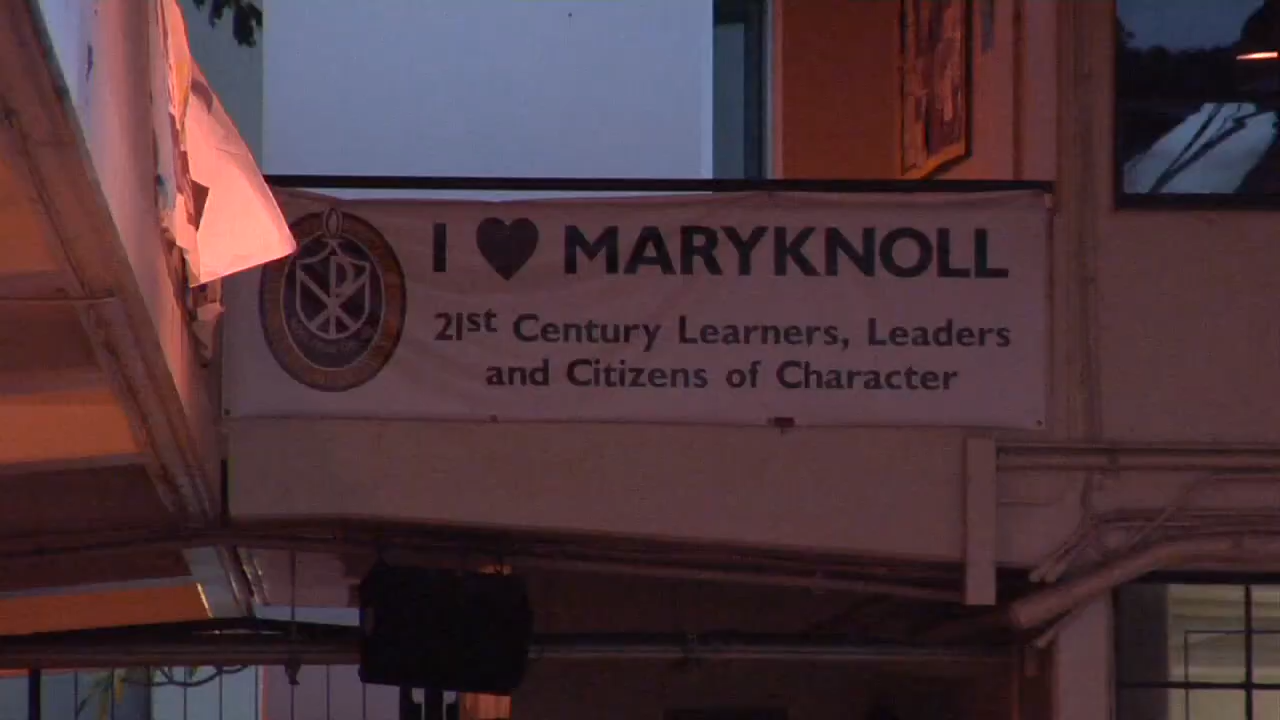 I ♥ MARYKNOLL
21st Century Learners, Leaders
and Citizens of Character